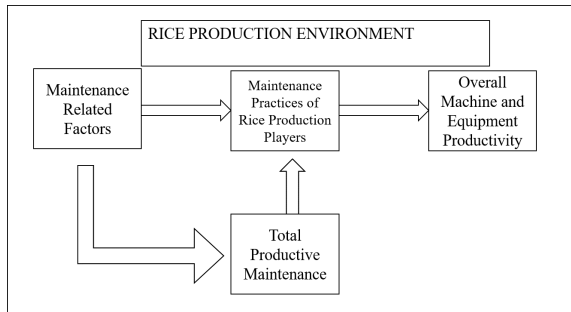 RICE PRODUCTION ENVIRONMENT
Maintenance
Related
Factors
Maintenance
Practices of
Rice Production
Players
Overall
Machine and
Equipment
Productivity
Total
Productive
Maintenance